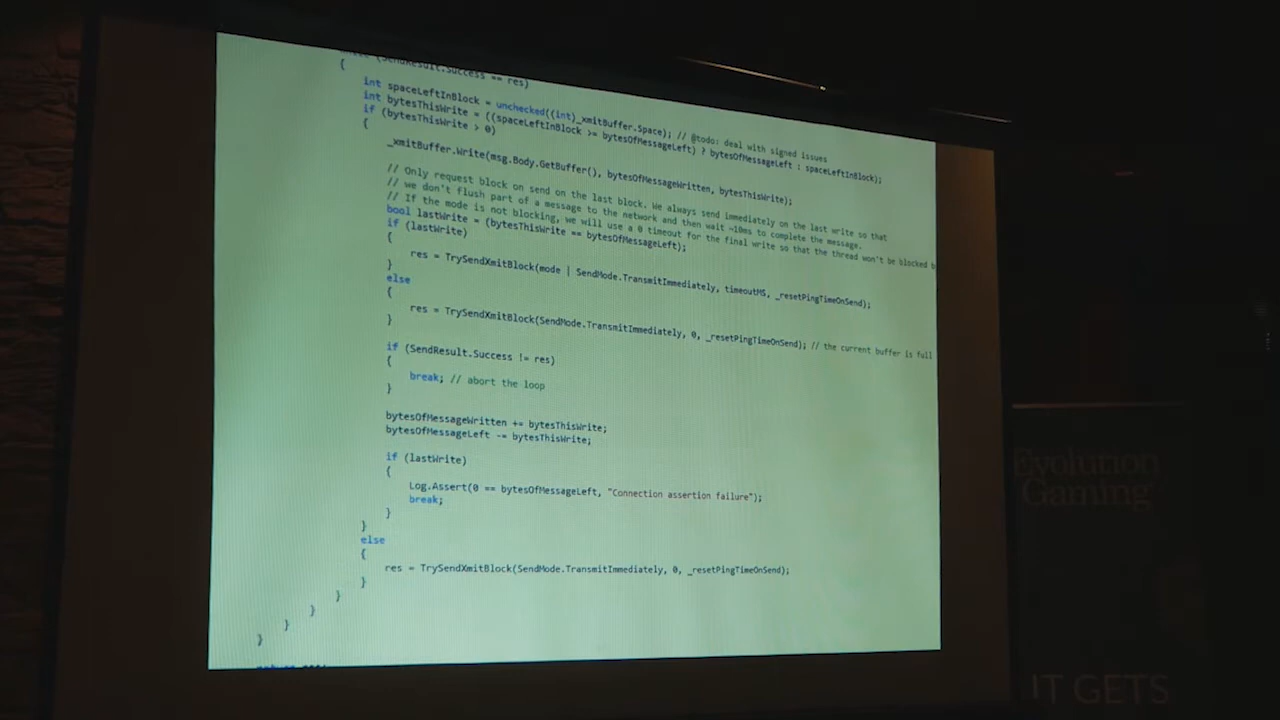 (SendResult.Success == res)
{
int spaceLeftInBlock = unchecked((int)_xmitBuffer.Space); // @todo: deal with signed issues
int bytesThisWrite = ((spaceLeftInBlock >= bytesOfMessageLeft) ? bytesOfMessageLeft : spaceLeftInBlock);
if (bytesThisWrite > 0)
{
_xmitBuffer.Write(msg.Body.GetBuffer(), bytesOfMessageWritten, bytesThisWrite);
// Only request block on send on the last block. We always send immediately on the last write so that
// we don't flush part of a message to the network and then wait ~10ms to complete the message.
// If the mode is not blocking, we will use a 0 timeout for the final write so that the thread won't be blocked b
bool lastWrite = (bytesThisWrite == bytesOfMessageLeft);
if (lastWrite)
{
res = TrySendXmitBlock(mode | SendMode.TransmitImmediately, timeoutMS, _resetPingTimeOnSend);
}
else
{
res = TrySendXmitBlock(SendMode.TransmitImmediately, 0, _resetPingTimeOnSend); // the current buffer is full
}
if (SendResult.Success != res)
{
break; // abort the loop
}
bytesOfMessageWritten += bytesThisWrite;
bytesOfMessageLeft -= bytesThisWrite;
if (lastWrite)
{
Log.Assert(0 == bytesOfMessageLeft, "Connection assertion failure");
break;
}
}
else
{
res = TrySendXmitBlock(SendMode.TransmitImmediately, 0, _resetPingTimeOnSend);
}
}
}
}
}
Evolution
Gaming
IT GETS